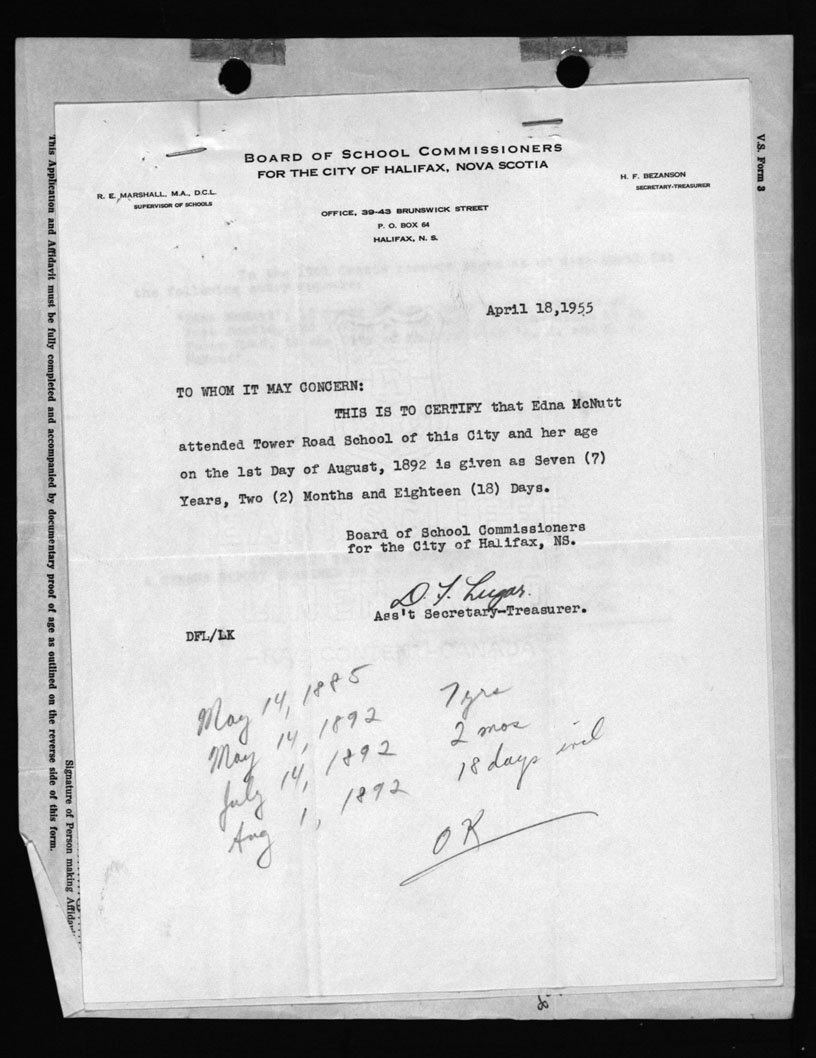 BOARD OF SCHOOL COMMISSIONERS
FOR THE CITY OF HALIFAX, NOVA SCOTIA
R. E. MARSHALL, M.A., D.C.L.
SUPERVISOR OF SCHOOLS
H. F. BEZANSON
SECRETARY-TREASURER
OFFICE, 39-43 BRUNSWICK STREET
P. O. BOX 64
HALIFAX, N. S.
April 18,1955
TO WHOM IT MAY CONCERN:
THIS IS TO CERTIFY that Edna McNutt
attended Tower Road School of this City and her age
on the 1st Day of August, 1892 is given as Seven (7)
Years, Two (2) Months and Eighteen (18) Days.
Board of School Commissioners
for the City of Halifax, NS.
D. F. Lugar.
Ass't Secretary-Treasurer.
DFL/LK
May 14, 1885
May 14, 1892 7 yrs
July 14, 1892 2 mos
Aug 1, 1892 18 days incl
OK
This Application and Affidavit must be fully completed and accompanied by documentary proof of age as outlined on the reverse side of this form.
Signature of Person making Affidavit
V.S. Form 3